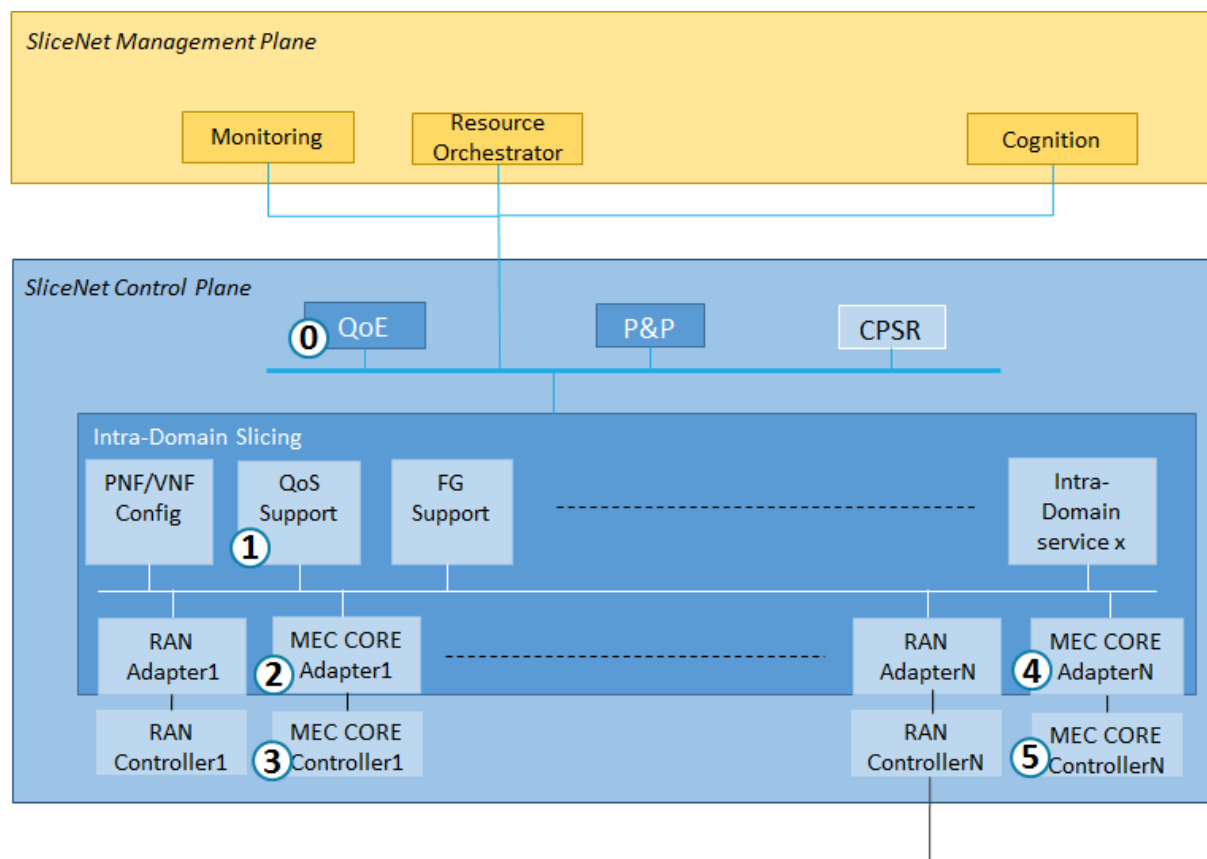 SliceNet Management Plane
Monitoring
Resource
Orchestrator
Cognition
SliceNet Control Plane
0
QoE
P&P
CPSR
Intra-Domain Slicing
PNF/VNF
Config
QoS
Support
1
FG
Support
Intra-
Domain
service x
RAN
Adapter1
MEC CORE
Adapter1
2
RAN
AdapterN
MEC CORE
AdapterN
4
RAN
Controller1
MEC CORE
Controller1
3
RAN
ControllerN
MEC CORE
ControllerN
5